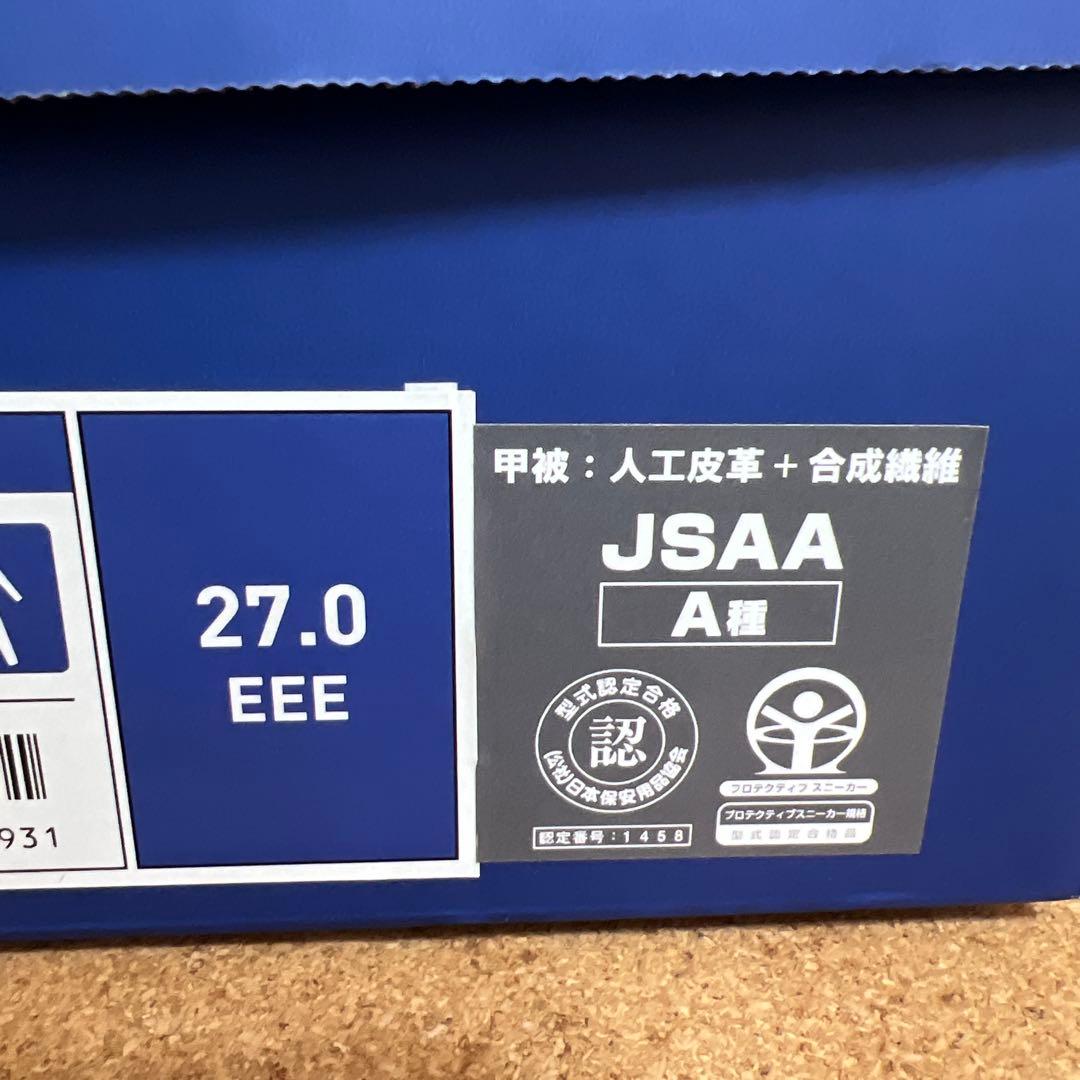 931
27.0
EEE
甲被：人工皮革+合成繊維
JSAA
A種
型式認定合格
認
(公社)日本保安用品協会
認定番号：1458
プロテクティブ スニーカー
プロテクティブスニーカー規格
型式認定合格品